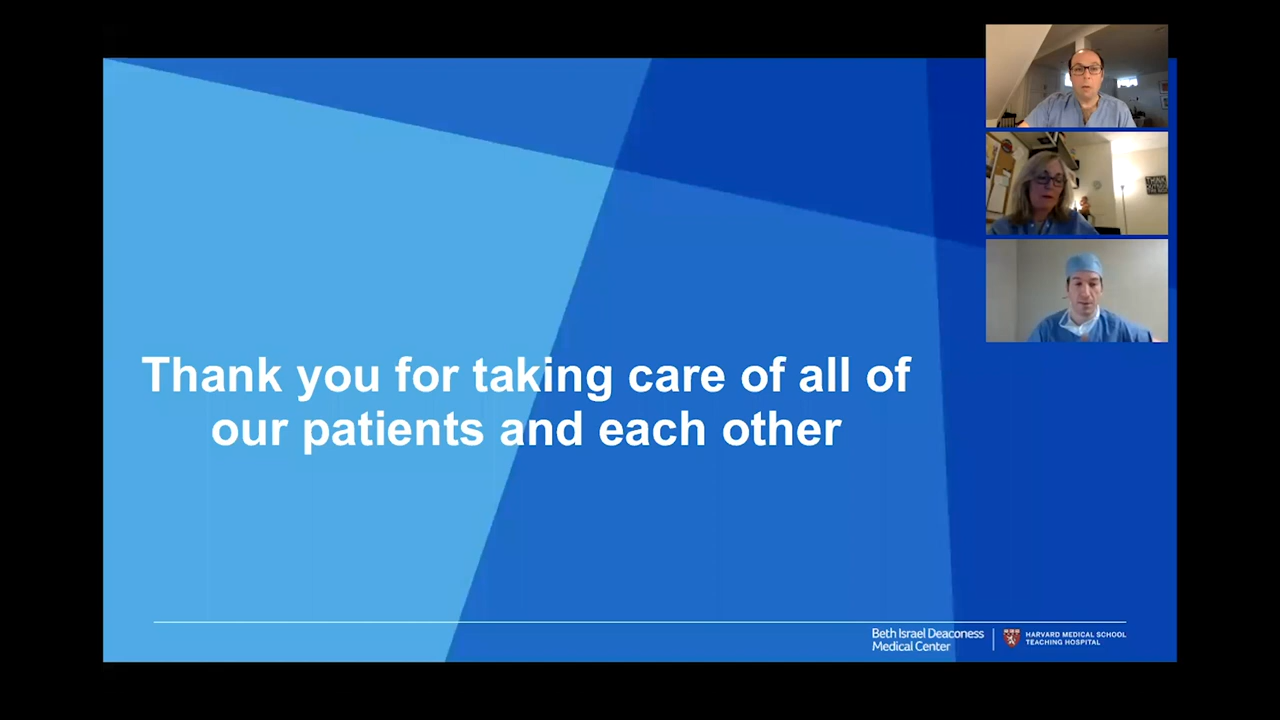 Thank you for taking care of all of
our patients and each other
Beth Israel Deaconess
Medical Center
HARVARD MEDICAL SCHOOL
TEACHING HOSPITAL
THINK